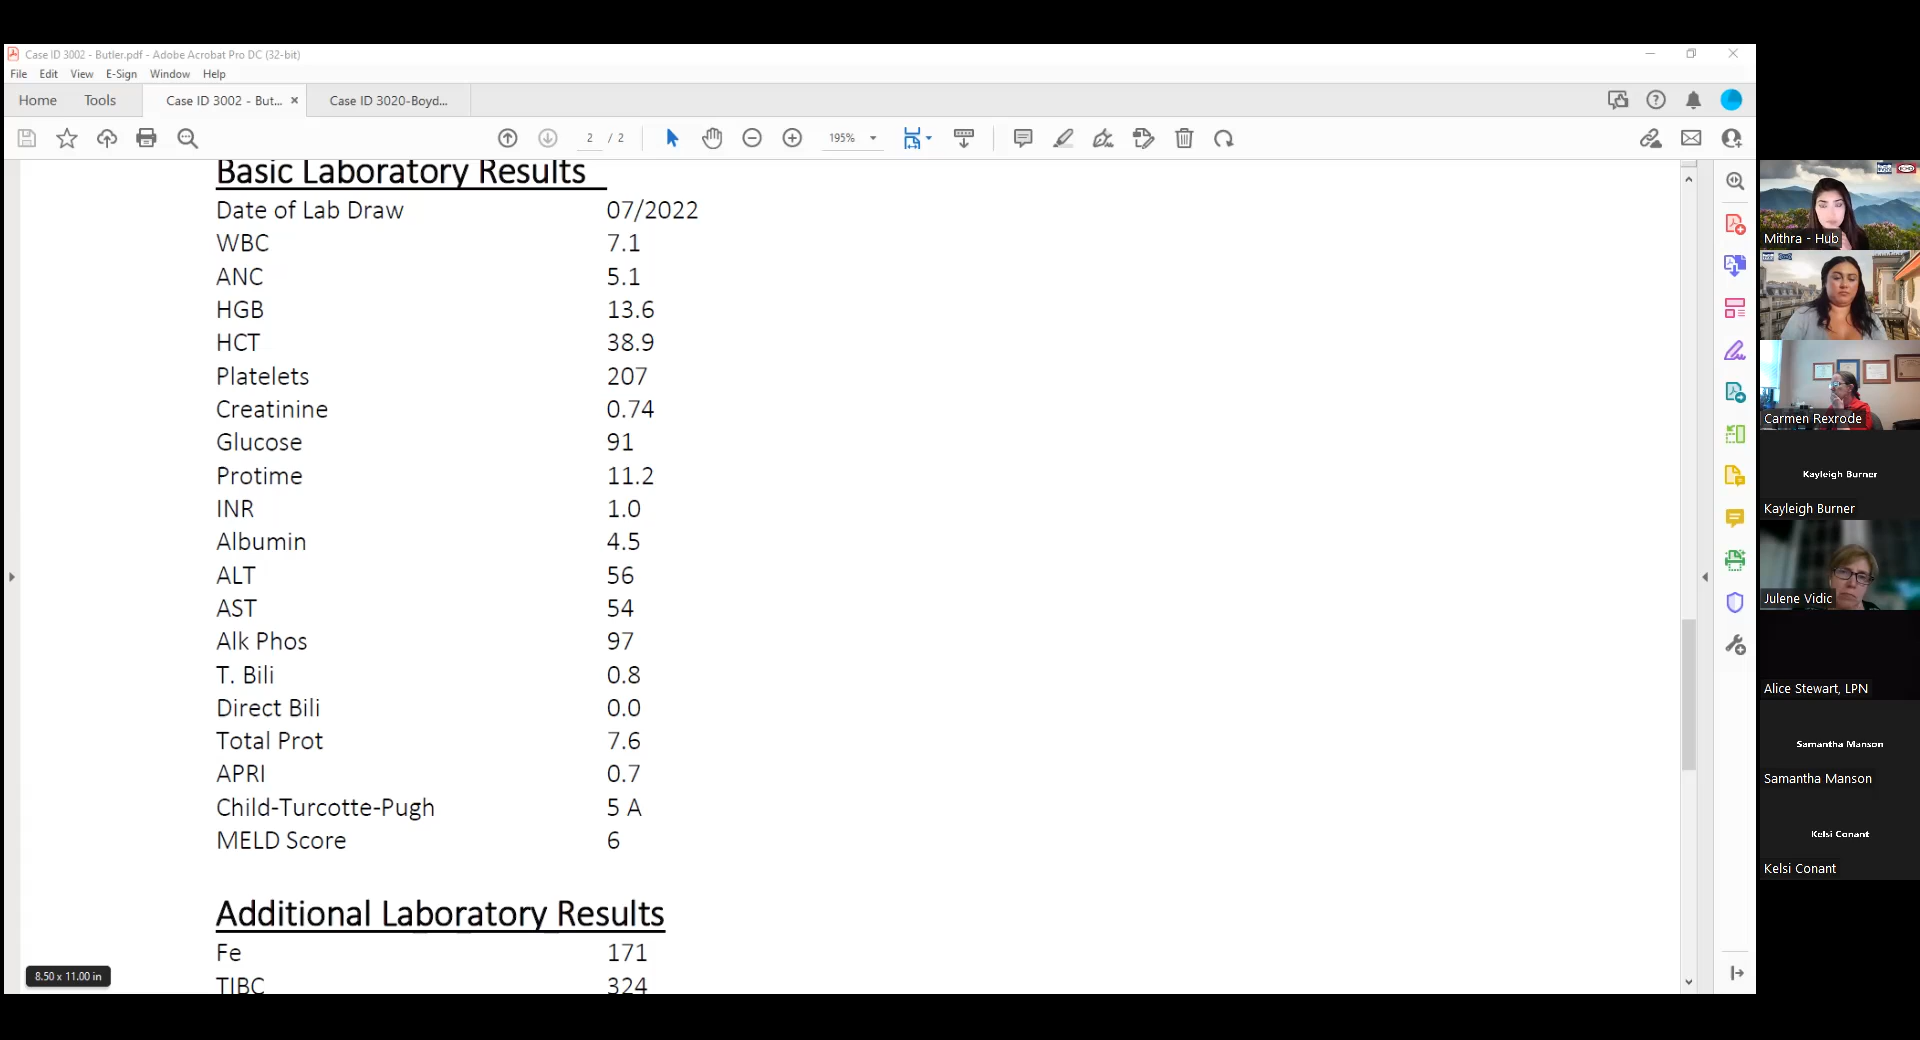 Case ID 3002 - Butler.pdf - Adobe Acrobat Pro DC (32-bit)
File Edit View E-Sign Window Help
Home Tools Case ID 3002 - But... × Case ID 3020-Boyd...
2 / 2 195%
Basic Laboratory Results
Date of Lab Draw 07/2022
WBC 7.1
ANC 5.1
HGB 13.6
HCT 38.9
Platelets 207
Creatinine 0.74
Glucose 91
Protime 11.2
INR 1.0
Albumin 4.5
ALT 56
AST 54
Alk Phos 97
T. Bili 0.8
Direct Bili 0.0
Total Prot 7.6
APRI 0.7
Child-Turcotte-Pugh 5 A
MELD Score 6
Additional Laboratory Results
Fe 171
TIBC 324
8.50 x 11.00 in
Mithra - Hub
Carmen Rexrode
Kayleigh Burner
Kayleigh Burner
Julene Vidic
Alice Stewart, LPN
Samantha Manson
Samantha Manson
Kelsi Conant
Kelsi Conant